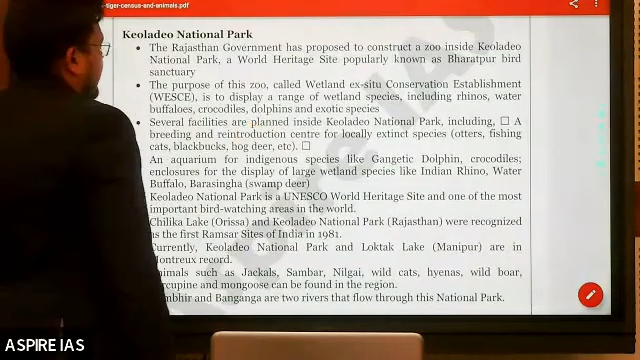 -tiger-census-and-animals.pdf
Keoladeo National Park
• The Rajasthan Government has proposed to construct a zoo inside Keoladeo
National Park, a World Heritage Site popularly known as Bharatpur bird
sanctuary
• The purpose of this zoo, called Wetland ex-situ Conservation Establishment
(WESCE), is to display a range of wetland species, including rhinos, water
buffaloes, crocodiles, dolphins and exotic species
• Several facilities are planned inside Keoladeo National Park, including, □ A
breeding and reintroduction centre for locally extinct species (otters, fishing
cats, blackbucks, hog deer, etc). □
An aquarium for indigenous species like Gangetic Dolphin, crocodiles;
enclosures for the display of large wetland species like Indian Rhino, Water
Buffalo, Barasingha (swamp deer)
Keoladeo National Park is a UNESCO World Heritage Site and one of the most
important bird-watching areas in the world.
Chilika Lake (Orissa) and Keoladeo National Park (Rajasthan) were recognized
as the first Ramsar Sites of India in 1981.
Currently, Keoladeo National Park and Loktak Lake (Manipur) are in
Montreux record.
Animals such as Jackals, Sambar, Nilgai, wild cats, hyenas, wild boar,
rcupine and mongoose can be found in the region.
mbhir and Banganga are two rivers that flow through this National Park.
ASPIRE IAS